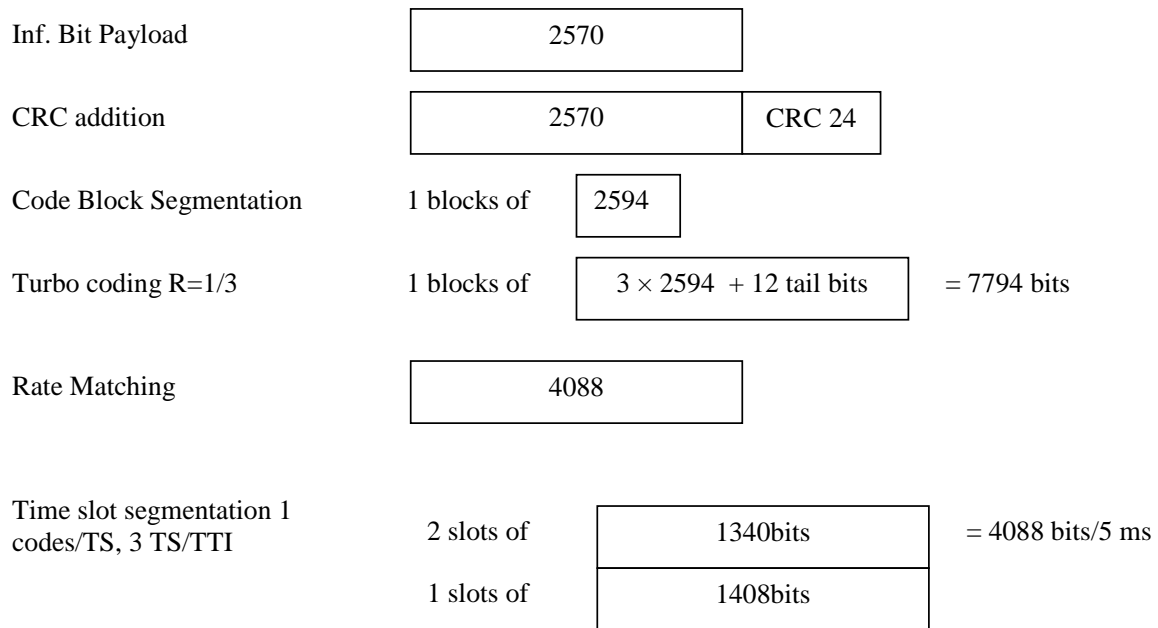 Inf. Bit Payload 2570
CRC addition 2570 CRC 24
Code Block Segmentation 1 blocks of 2594
Turbo coding R=1/3 1 blocks of 3 × 2594 + 12 tail bits = 7794 bits
Rate Matching 4088
Time slot segmentation 1
codes/TS, 3 TS/TTI 2 slots of 1340bits = 4088 bits/5 ms
1 slots of 1408bits